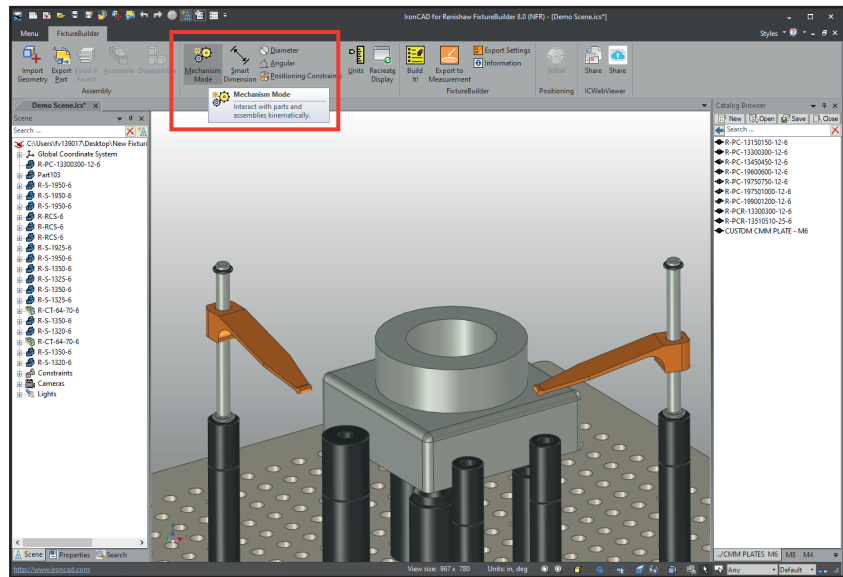 IronCAD for Renishaw FixtureBuilder 8.0 (NFR) - [Demo Scene.ics*]
Menu FixtureBuilder Styles
Import Geometry
Export Part
Parent
Assemble
Mechanism Mode
Smart Dimension
Diameter
Angular
Positioning Constraints
Units
Recreate Display
Build It!
Export to Measurement
Export Settings
Information
TriBall
Share
Share
Assembly FixtureBuilder Positioning ICWebViewer
Mechanism Mode
Interact with parts and
assemblies kinematically.
Demo Scene.ics* x
Scene
Search ...
C:\Users\fv139017\Desktop\New Fixturi
Global Coordinate System
R-PC-13300300-12-6
Part103
R-S-1950-6
R-S-1950-6
R-S-1950-6
R-RCS-6
R-RCS-6
R-RCS-6
R-S-1925-6
R-S-1950-6
R-S-1350-6
R-S-1325-6
R-S-1350-6
R-S-1325-6
R-CT-64-70-6
R-S-1350-6
R-S-1320-6
R-CT-64-70-6
R-S-1350-6
R-S-1320-6
Constraints
Cameras
Lights
Scene Properties Search
Catalog Browser
New Open Save Close
Search ...
R-PC-13150150-12-6
R-PC-13300300-12-6
R-PC-13450450-12-6
R-PC-19600600-12-6
R-PC-19750750-12-6
R-PC-197501000-12-6
R-PC-199001200-12-6
R-PCR-13300300-12-6
R-PCR-13510510-25-6
CUSTOM CMM PLATE - M6
../CMM PLATES M6 M8 M4
http://www.ironcad.com View size: 967 x 780 Units: in, deg Any Default